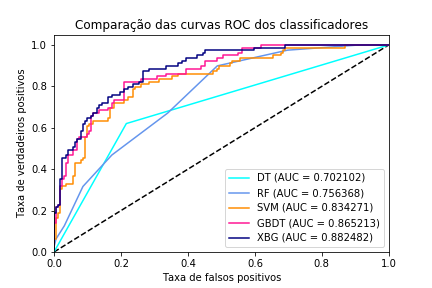 Comparação das curvas ROC dos classificadores
1.0
0.8
0.6
0.4
0.2
0.0
Taxa de verdadeiros positivos
DT (AUC = 0.702102)
RF (AUC = 0.756368)
SVM (AUC = 0.834271)
GBDT (AUC = 0.865213)
XBG (AUC = 0.882482)
0.0 0.2 0.4 0.6 0.8 1.0
Taxa de falsos positivos